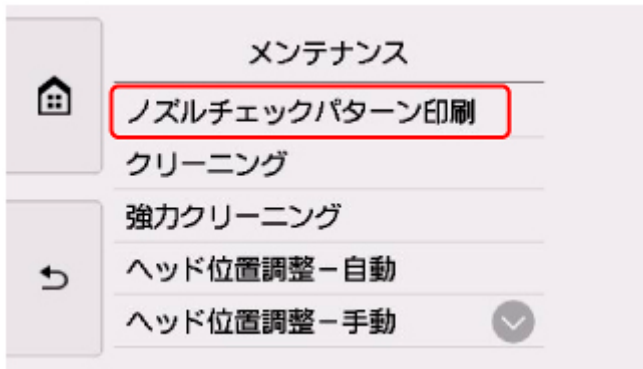 メンテナンス
ノズルチェックパターン印刷
クリーニング
強力クリーニング
ヘッド位置調整－自動
ヘッド位置調整－手動